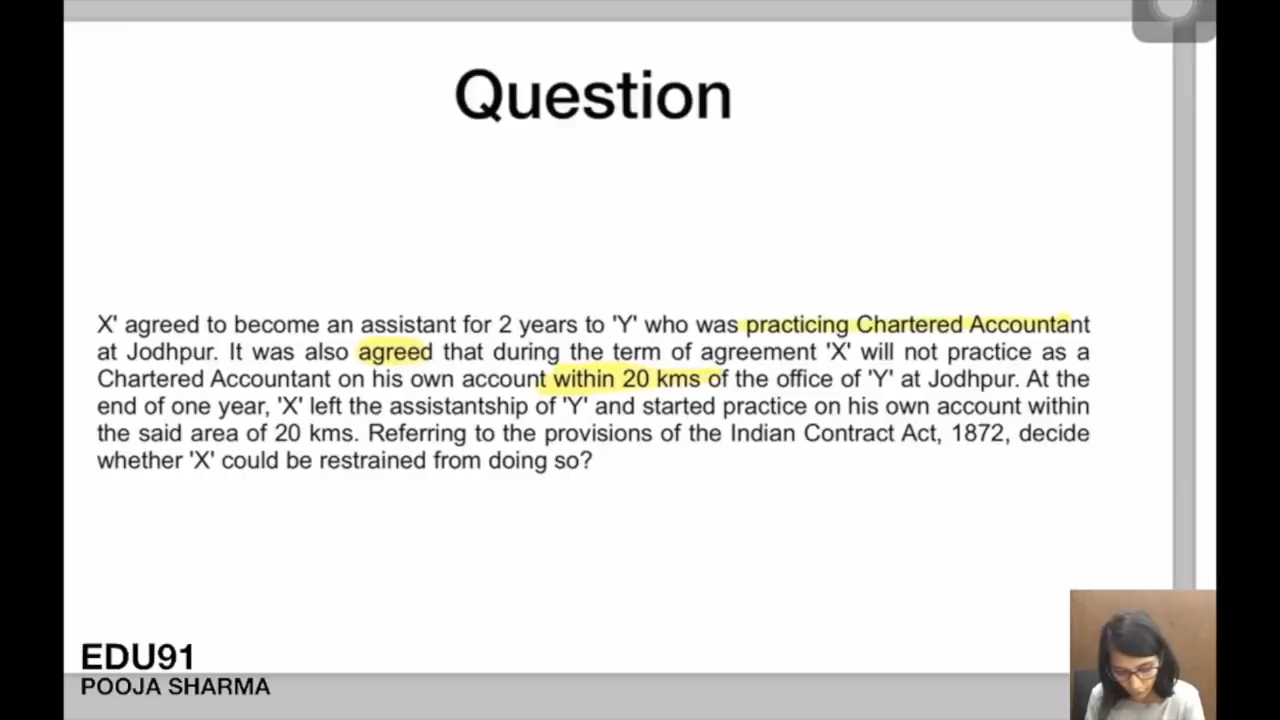 Question
X' agreed to become an assistant for 2 years to 'Y' who was practicing Chartered Accountant
at Jodhpur. It was also agreed that during the term of agreement 'X' will not practice as a
Chartered Accountant on his own account within 20 kms of the office of 'Y' at Jodhpur. At the
end of one year, 'X' left the assistantship of 'Y' and started practice on his own account within
the said area of 20 kms. Referring to the provisions of the Indian Contract Act, 1872, decide
whether 'X' could be restrained from doing so?
EDU91
POOJA SHARMA